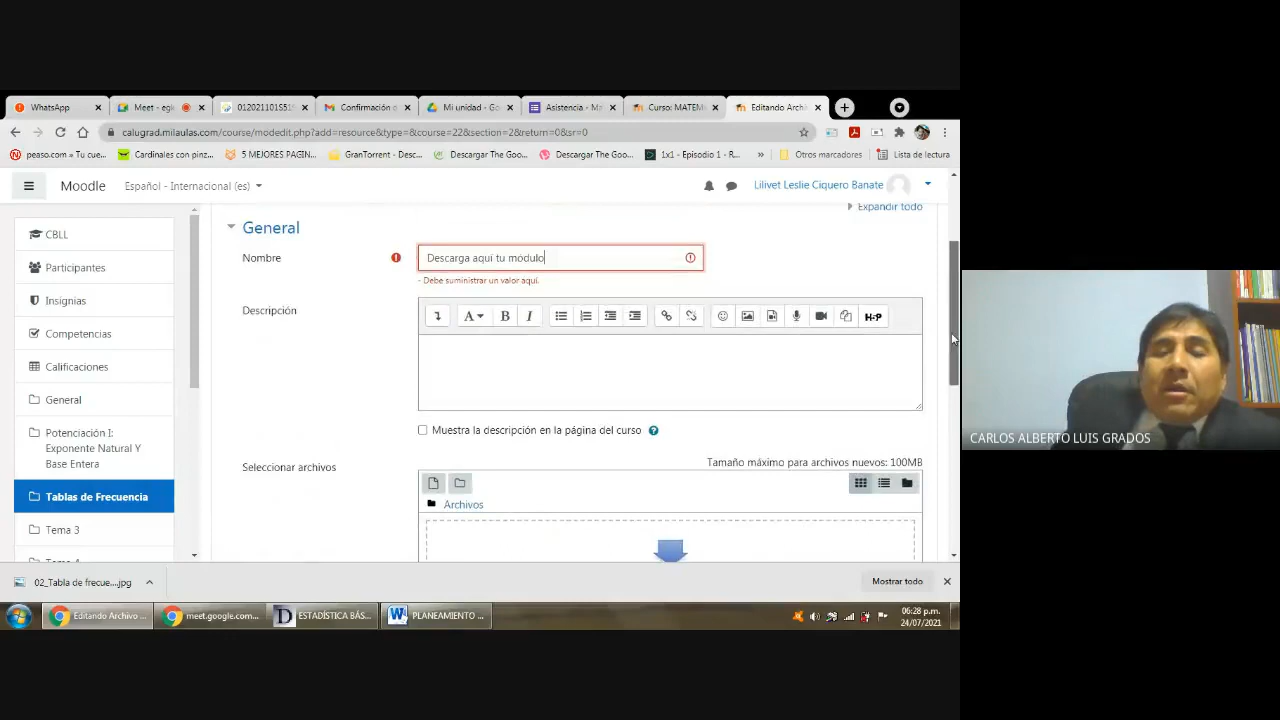 WhatsApp
Meet - egk
012021101S51S
Confirmación d
Mi unidad - Go
Asistencia - Ma
Curso: MATEM
Editando Archi
calugrad.milaulas.com/course/modedit.php?add=resource&type=&course=22&section=2&return=0&sr=0
peaso.com » Tu cue...
Cardinales con pinz...
5 MEJORES PAGIN...
GranTorrent - Desc...
Descargar The Goo...
Descargar The Goo...
1x1 - Episodio 1 - R...
»
Otros marcadores
Lista de lectura
Moodle
Español - Internacional (es)
Lilivet Leslie Ciquero Banate
CBLL
Participantes
Insignias
Competencias
Calificaciones
General
Potenciación I:
Exponente Natural Y
Base Entera
Tablas de Frecuencia
Tema 3
Expandir todo
General
Nombre
Descarga aquí tu módulo
- Debe suministrar un valor aquí.
Descripción
A
B
I
H-P
Muestra la descripción en la página del curso
Seleccionar archivos
Tamaño máximo para archivos nuevos: 100MB
Archivos
02_Tabla de frecue....jpg
Mostrar todo
Editando Archivo ...
meet.google.com...
ESTADÍSTICA BÁS...
PLANEAMIENTO ...
06:28 p.m.
24/07/2021
CARLOS ALBERTO LUIS GRADOS